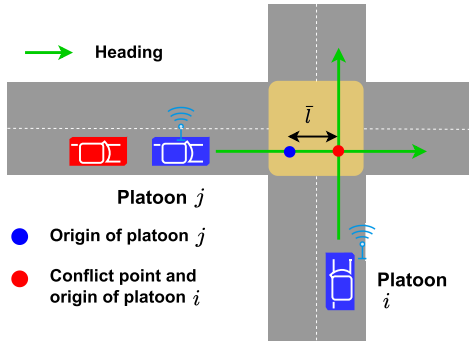 Heading
l̄
Platoon j
Origin of platoon j
Conflict point and
origin of platoon i
Platoon
i